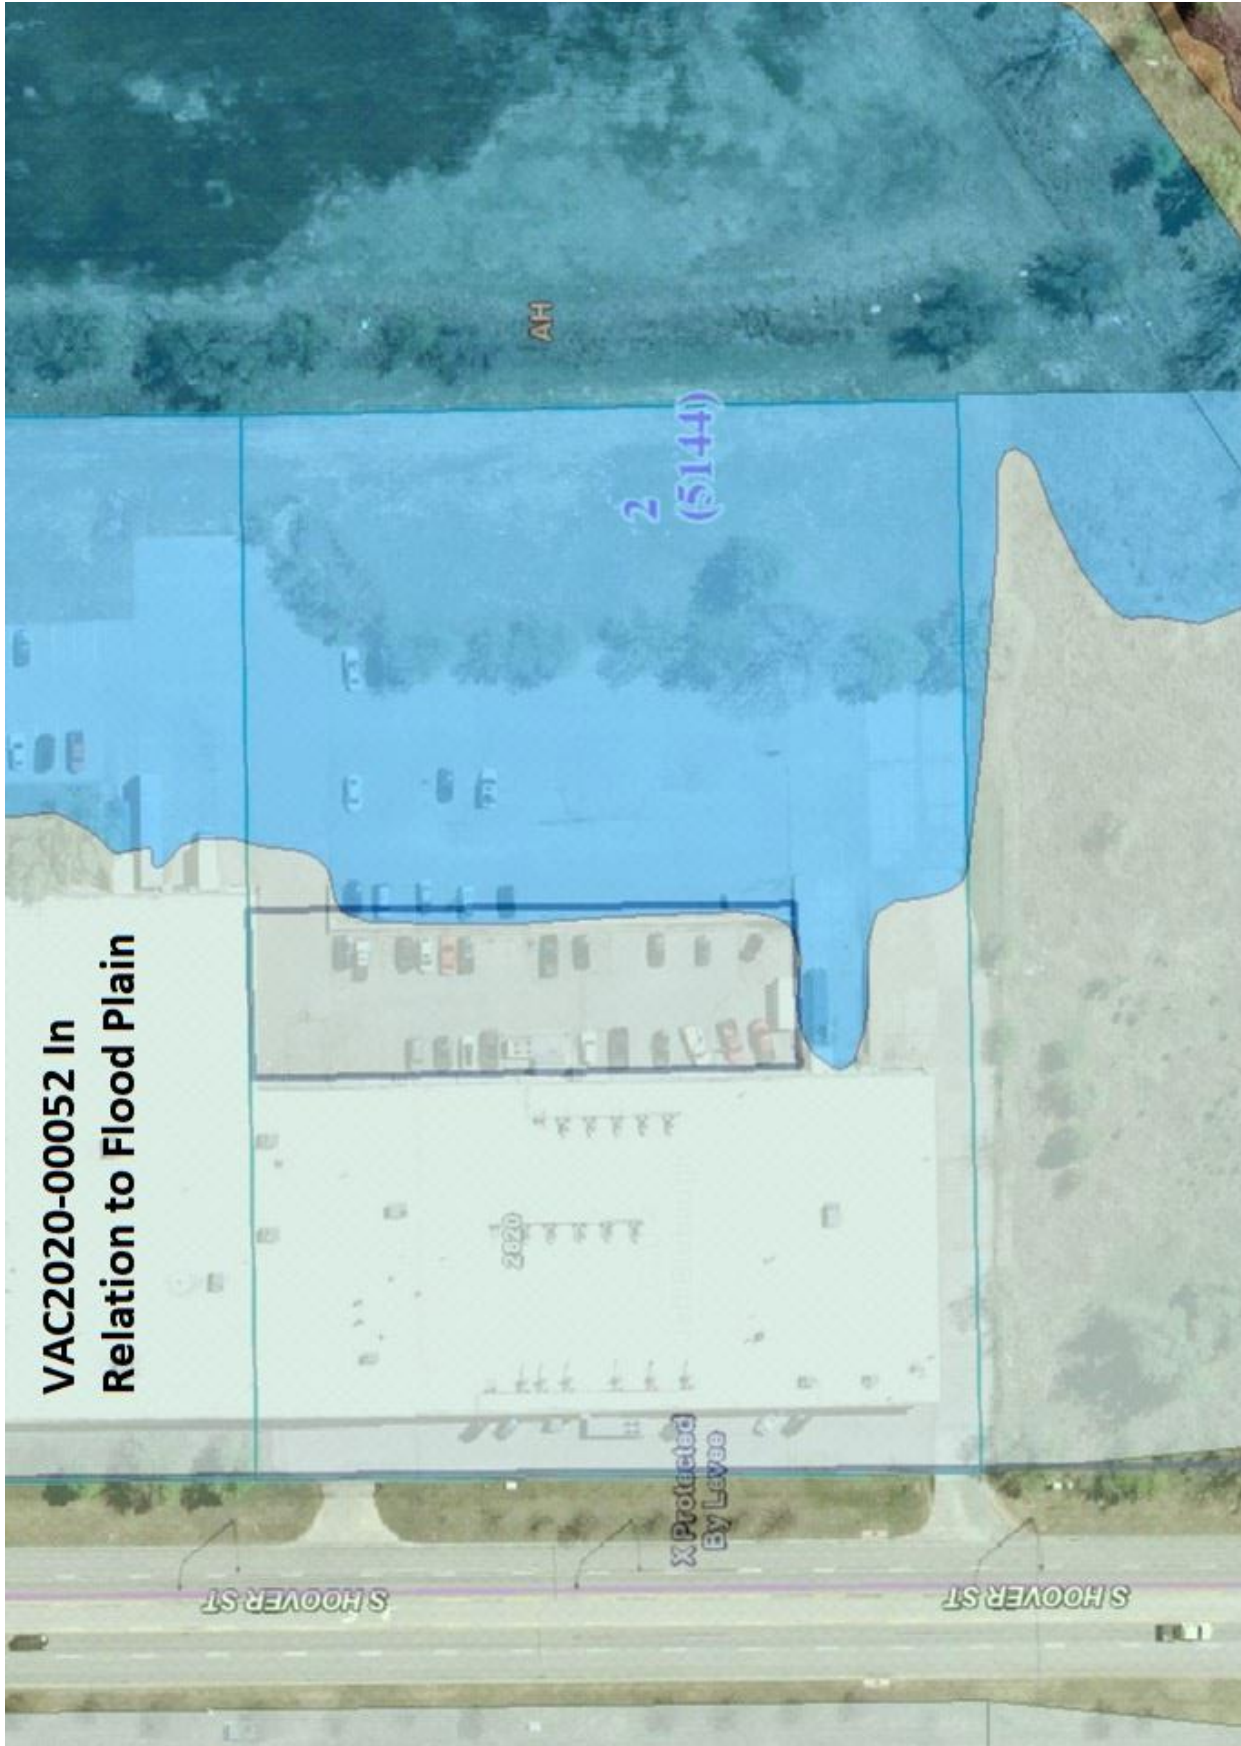 VAC2020-00052 In
Relation to Flood Plain
AH
2
(5144)
2820
X Protected
By Levee
S HOOVER ST
S HOOVER ST